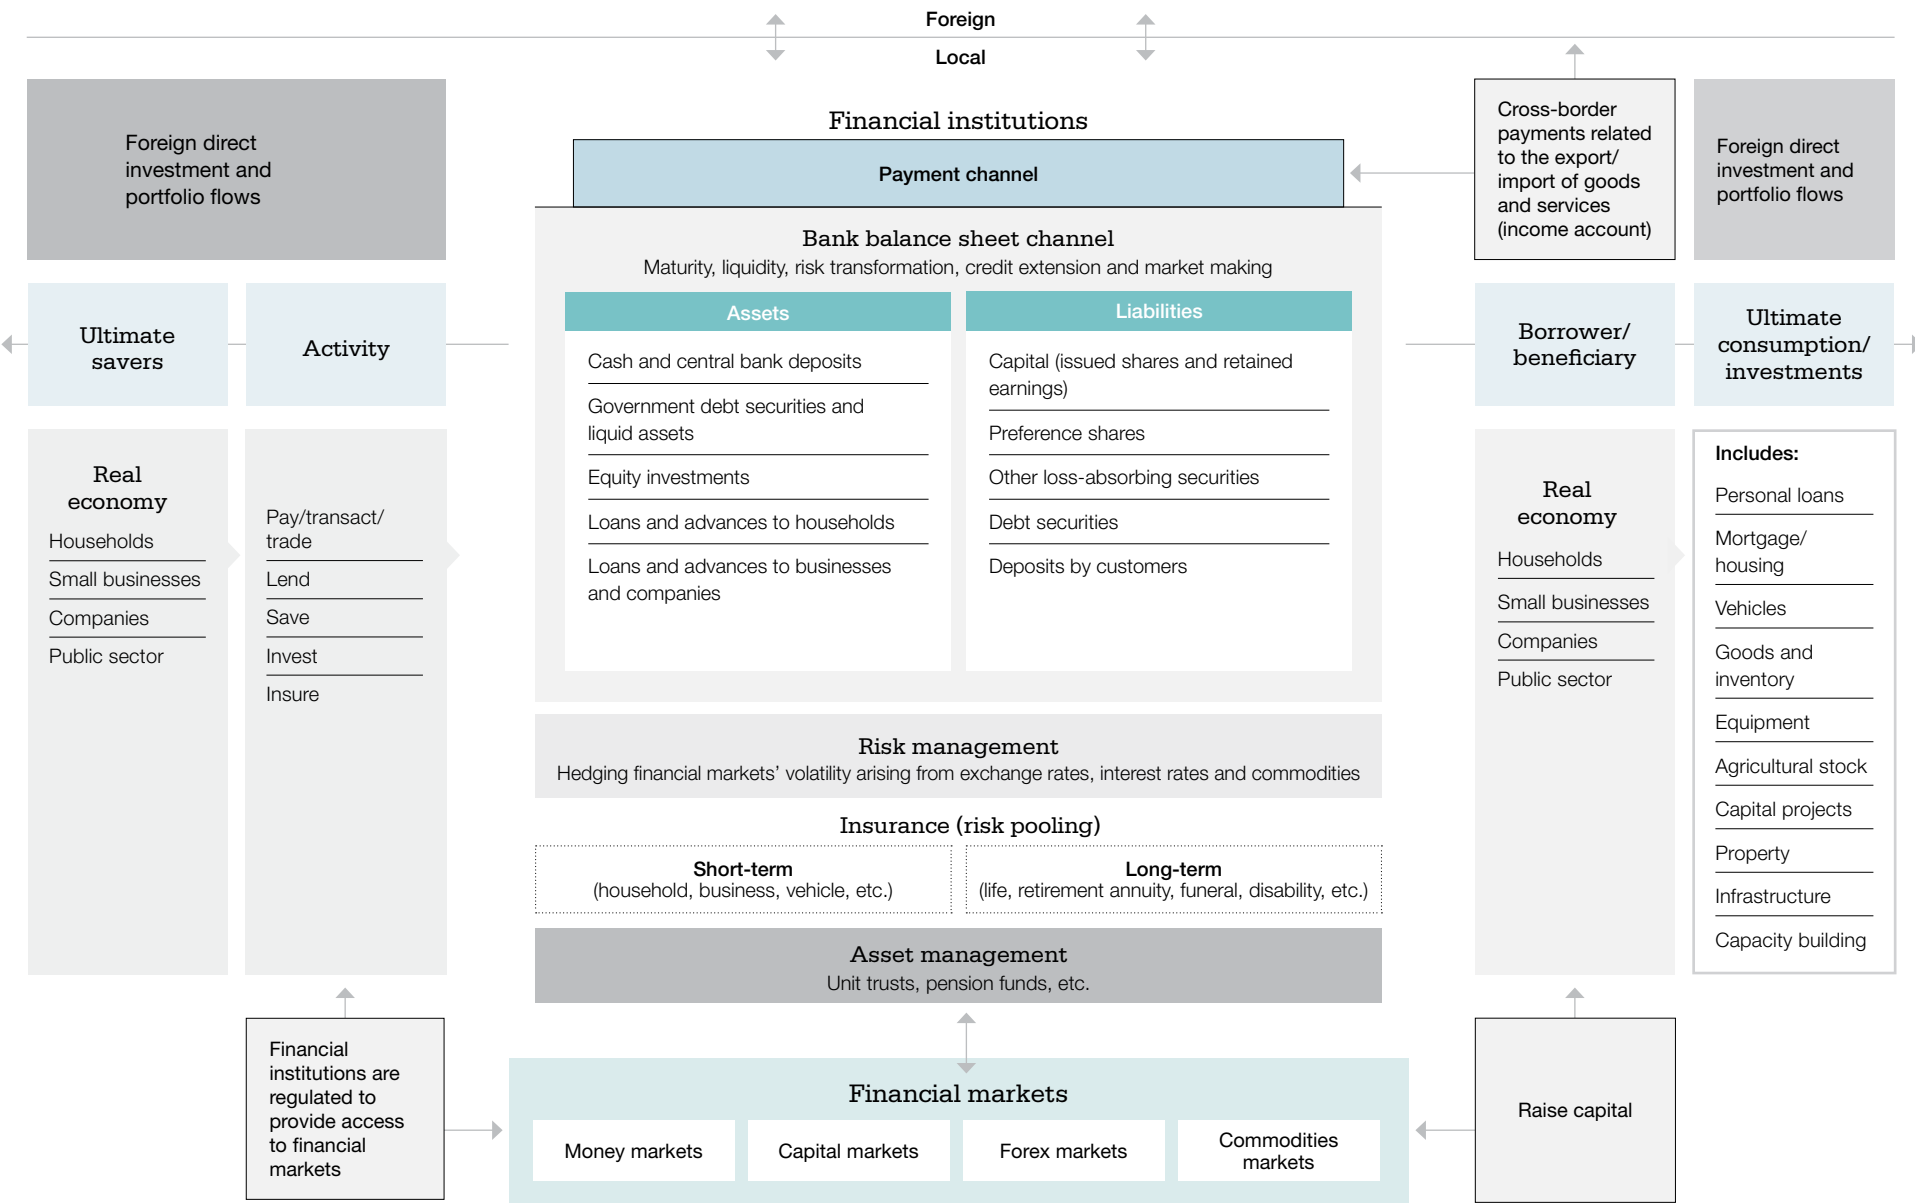 Foreign
Local
Foreign direct
investment and
portfolio flows
Financial institutions
Payment channel
Cross-border
payments related
to the export/
import of goods
and services
(income account)
Foreign direct
investment and
portfolio flows
Bank balance sheet channel
Maturity, liquidity, risk transformation, credit extension and market making
Ultimate
savers
Activity
Assets
Cash and central bank deposits
Government debt securities and
liquid assets
Equity investments
Loans and advances to households
Loans and advances to businesses
and companies
Liabilities
Capital (issued shares and retained
earnings)
Preference shares
Other loss-absorbing securities
Debt securities
Deposits by customers
Borrower/
beneficiary
Ultimate
consumption/
investments
Real
economy
Households
Small businesses
Companies
Public sector
Pay/transact/
trade
Lend
Save
Invest
Insure
Real
economy
Households
Small businesses
Companies
Public sector
Includes:
Personal loans
Mortgage/
housing
Vehicles
Goods and
inventory
Equipment
Agricultural stock
Capital projects
Property
Infrastructure
Capacity building
Risk management
Hedging financial markets’ volatility arising from exchange rates, interest rates and commodities
Insurance (risk pooling)
Short-term
(household, business, vehicle, etc.)
Long-term
(life, retirement annuity, funeral, disability, etc.)
Asset management
Unit trusts, pension funds, etc.
Financial
institutions are
regulated to
provide access
to financial
markets
Financial markets
Money markets
Capital markets
Forex markets
Commodities
markets
Raise capital